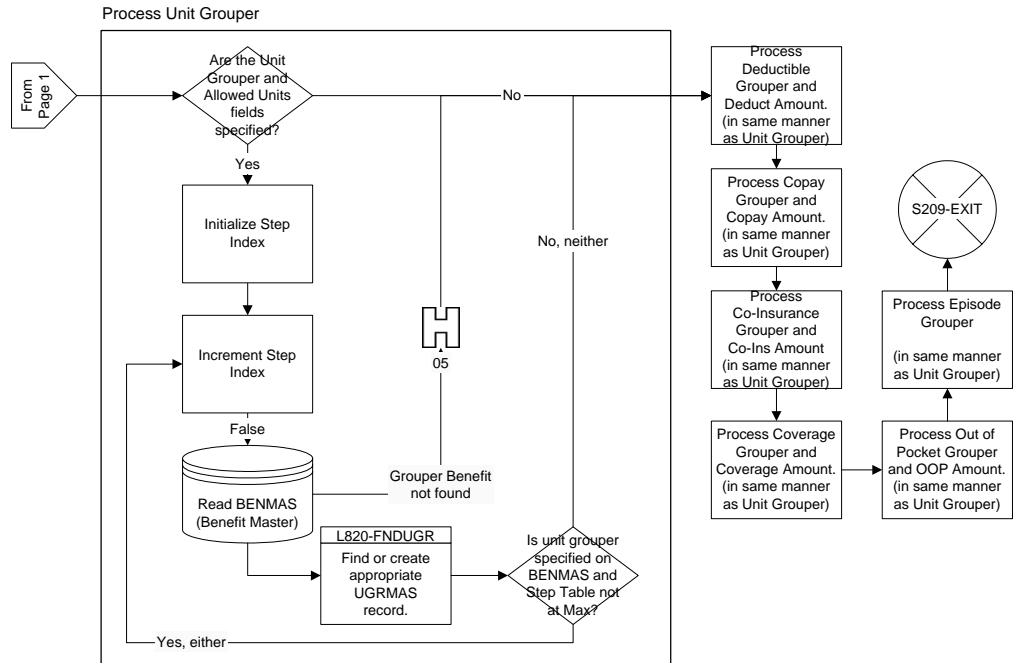 Process Unit Grouper
From
Page 1
Are the Unit
Grouper and
Allowed Units
fields
specified?
No
Yes
Initialize Step
Index
Increment Step
Index
False
Read BENMAS
(Benefit Master)
05
Grouper Benefit
not found
No, neither
L820-FNDUGR
Find or create
appropriate
UGRMAS
record.
Is unit grouper
specified on
BENMAS and
Step Table not
at Max?
Yes, either
Process
Deductible
Grouper and
Deduct Amount.
(in same manner
as Unit Grouper)
Process Copay
Grouper and
Copay Amount.
(in same manner
as Unit Grouper)
Process
Co-Insurance
Grouper and
Co-Ins Amount
(in same manner
as Unit Grouper)
Process Coverage
Grouper and
Coverage Amount.
(in same manner
as Unit Grouper)
Process Out of
Pocket Grouper
and OOP Amount.
(in same manner
as Unit Grouper)
Process Episode
Grouper
(in same manner
as Unit Grouper)
S209-EXIT